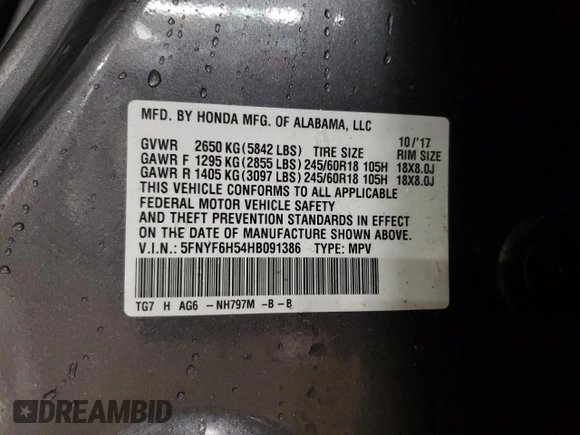 MFD. BY HONDA MFG. OF ALABAMA, LLC
GVWR 2650 KG (5842 LBS) TIRE SIZE 10/'17 RIM SIZE
GAWR F 1295 KG (2855 LBS) 245/60R18 105H 18X8.0J
GAWR R 1405 KG (3097 LBS) 245/60R18 105H 18X8.0J
THIS VEHICLE CONFORMS TO ALL APPLICABLE
FEDERAL MOTOR VEHICLE SAFETY
AND THEFT PREVENTION STANDARDS IN EFFECT
ON THE DATE OF MANUFACTURE SHOWN ABOVE.
V.I.N.: 5FNYF6H54HB091386 TYPE: MPV
TG7 H AG6 -NH797M -B-B
DREAMBID